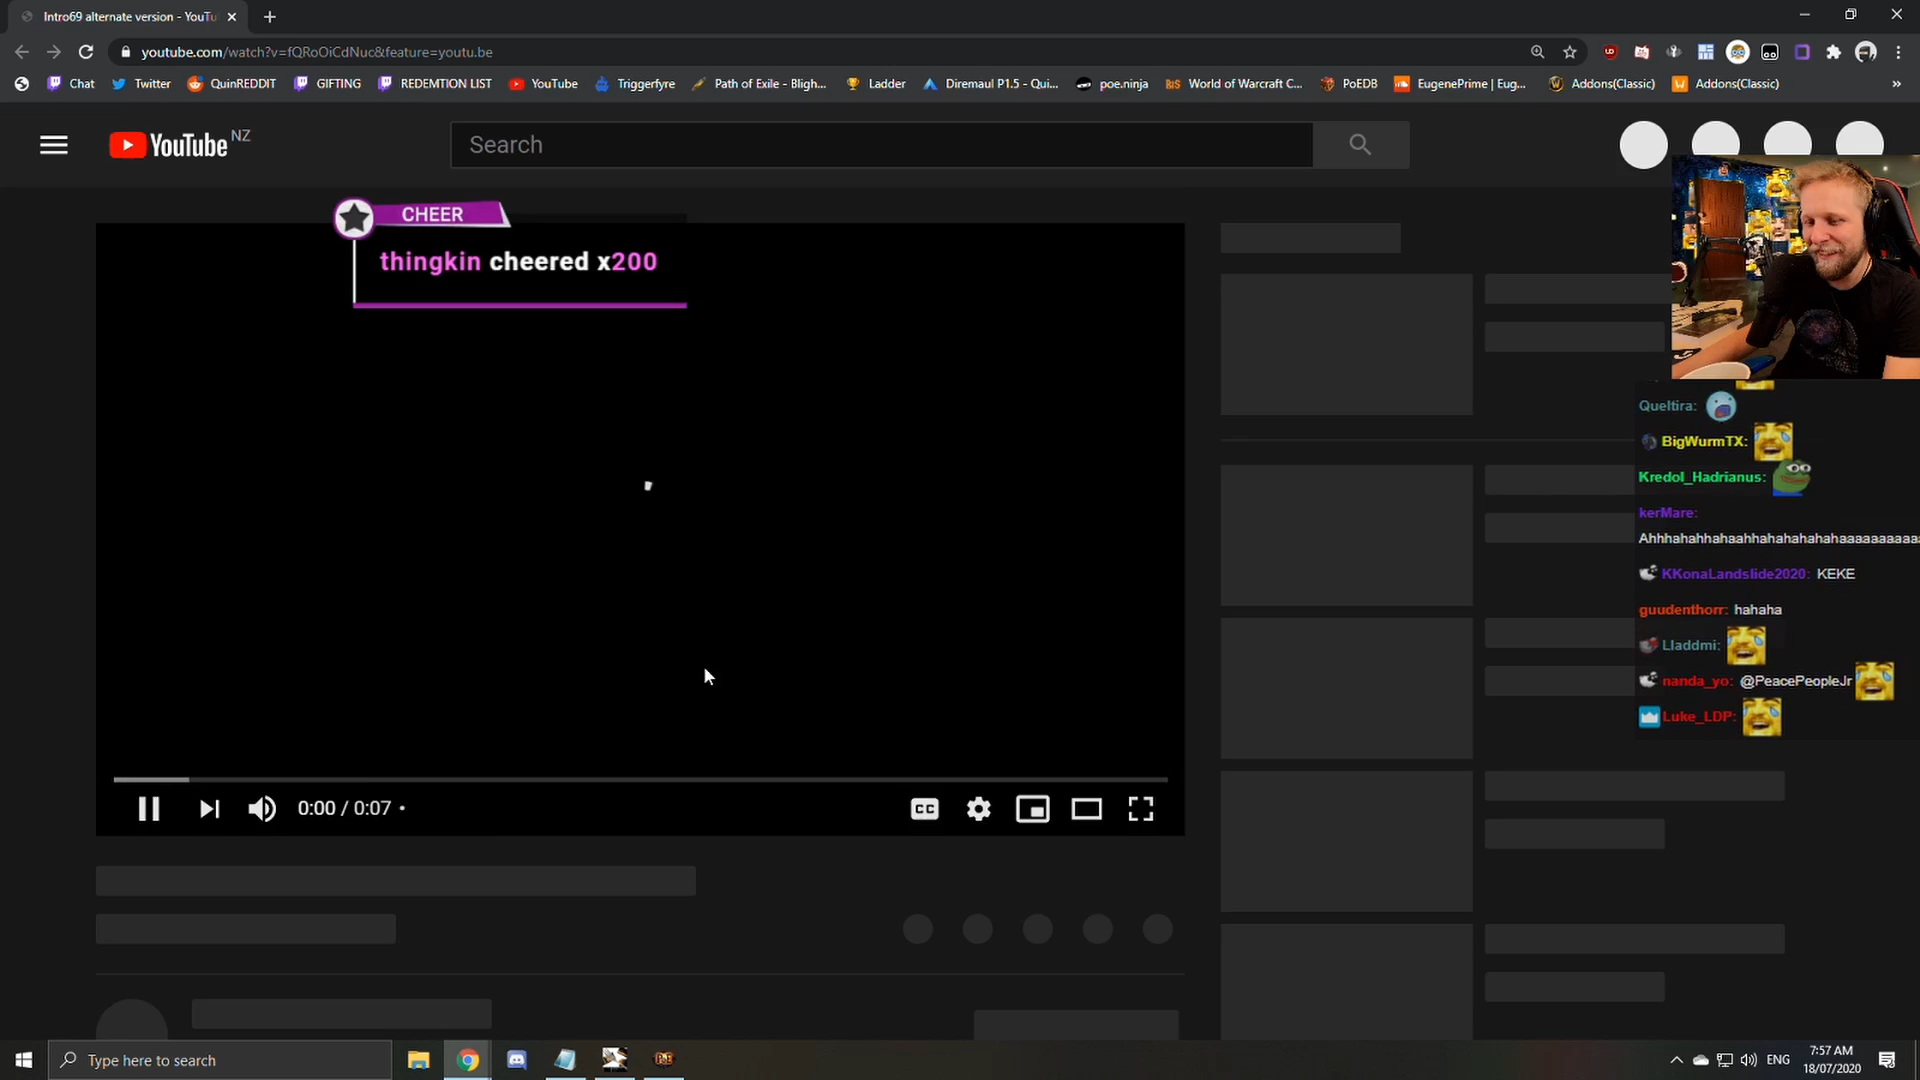 Intro69 alternate version - YouTu
youtube.com/watch?v=fQRoOiCdNuc&feature=youtu.be
Chat
Twitter
QuinREDDIT
GIFTING
REDEMTION LIST
YouTube
Triggerfyre
Path of Exile - Bligh...
Ladder
Diremaul P1.5 - Qui...
poe.ninja
World of Warcraft C...
PoEDB
EugenePrime | Eug...
Addons(Classic)
Addons(Classic)
YouTube NZ
Search
CHEER
thingkin cheered x200
Queltira:
BigWurmTX:
Kredol_Hadrianus:
kerMare:
Ahhhahahhahaahhahahahahaaaaaaaaaa
KKonaLandslide2020: KEKE
guudenthorr: hahaha
Lladdmi:
nanda_yo: @PeacePeopleJr
Luke_LDP:
0:00 / 0:07 •
CC
Type here to search
ENG
7:57 AM
18/07/2020